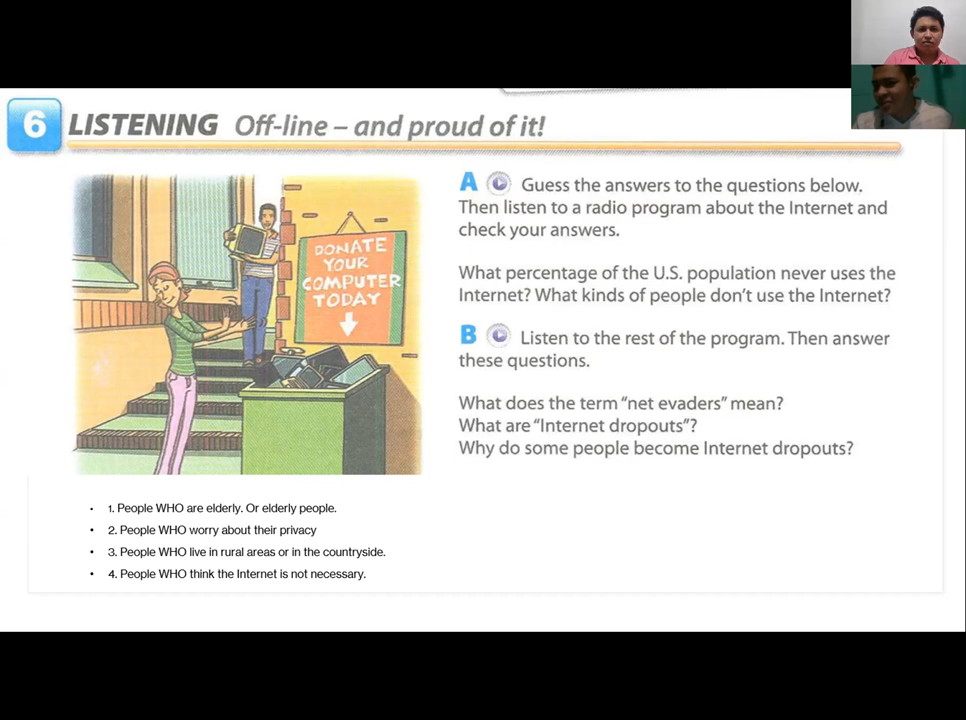 6 LISTENING Off-line – and proud of it!
DONATE
YOUR
COMPUTER
TODAY
A Guess the answers to the questions below.
Then listen to a radio program about the Internet and
check your answers.
What percentage of the U.S. population never uses the
Internet? What kinds of people don't use the Internet?
B Listen to the rest of the program. Then answer
these questions.
What does the term “net evaders” mean?
What are “Internet dropouts”?
Why do some people become Internet dropouts?
• 1. People WHO are elderly. Or elderly people.
• 2. People WHO worry about their privacy
• 3. People WHO live in rural areas or in the countryside.
• 4. People WHO think the Internet is not necessary.